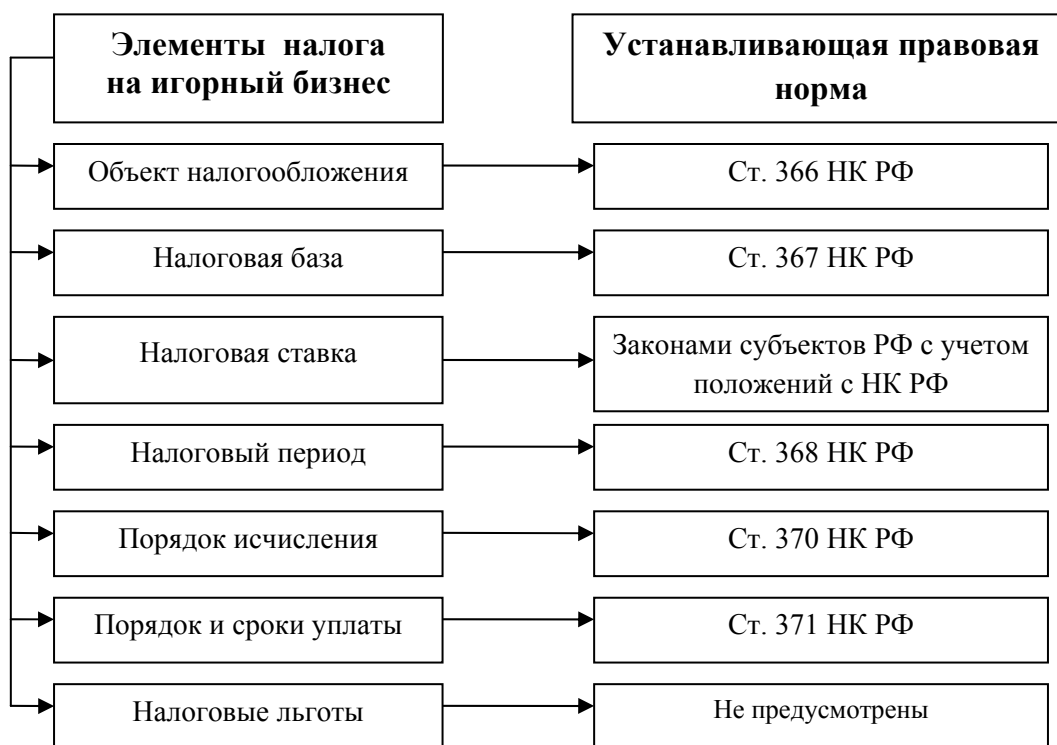 Элементы налога
на игорный бизнес
Устанавливающая правовая
норма
Объект налогообложения
Ст. 366 НК РФ
Налоговая база
Ст. 367 НК РФ
Налоговая ставка
Законами субъектов РФ с учетом
положений с НК РФ
Налоговый период
Ст. 368 НК РФ
Порядок исчисления
Ст. 370 НК РФ
Порядок и сроки уплаты
Ст. 371 НК РФ
Налоговые льготы
Не предусмотрены